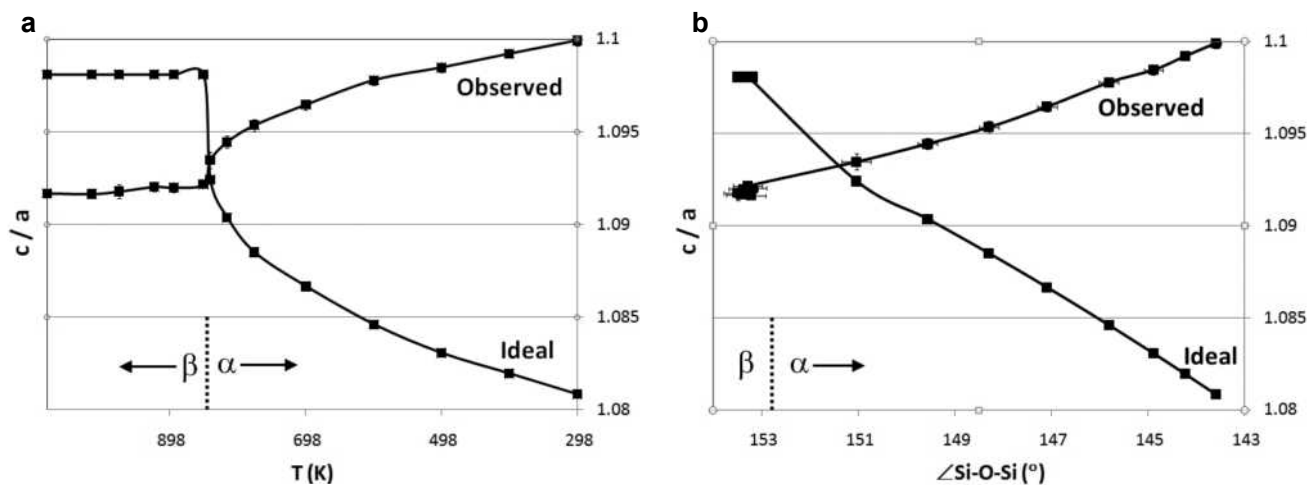 a
c / a
1.1
1.095
1.09
1.085
1.08
Observed
Ideal
β α
898 698 498 298
T (K)
b
c / a
1.1
1.095
1.09
1.085
1.08
Observed
Ideal
β α
153 151 149 147 145 143
∠Si-O-Si (º)